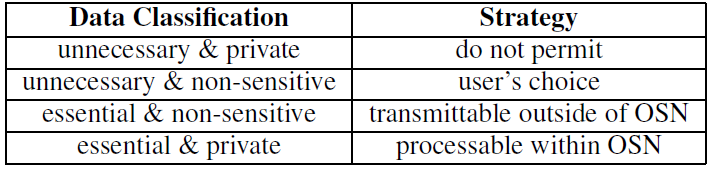 Data Classification Strategy
unnecessary & private do not permit
unnecessary & non-sensitive user's choice
essential & non-sensitive transmittable outside of OSN
essential & private processable within OSN